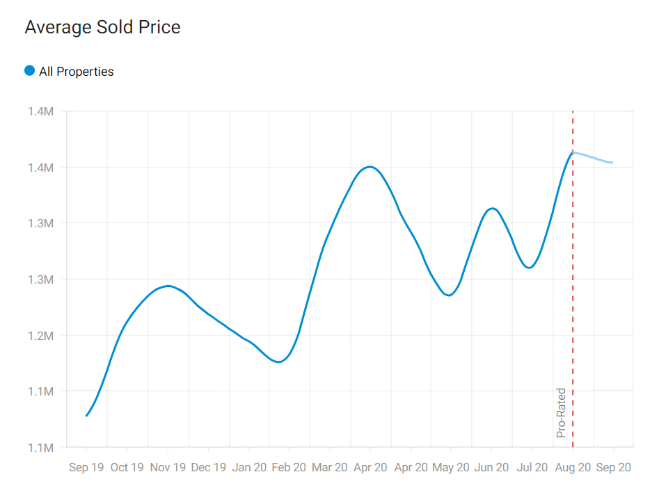 Average Sold Price
All Properties
1.4M
1.4M
1.3M
1.3M
1.2M
1.1M
1.1M
Pro-Rated
Sep 19 Oct 19 Nov 19 Dec 19 Jan 20 Feb 20 Mar 20 Apr 20 Apr 20 May 20 Jun 20 Jul 20 Aug 20 Sep 20